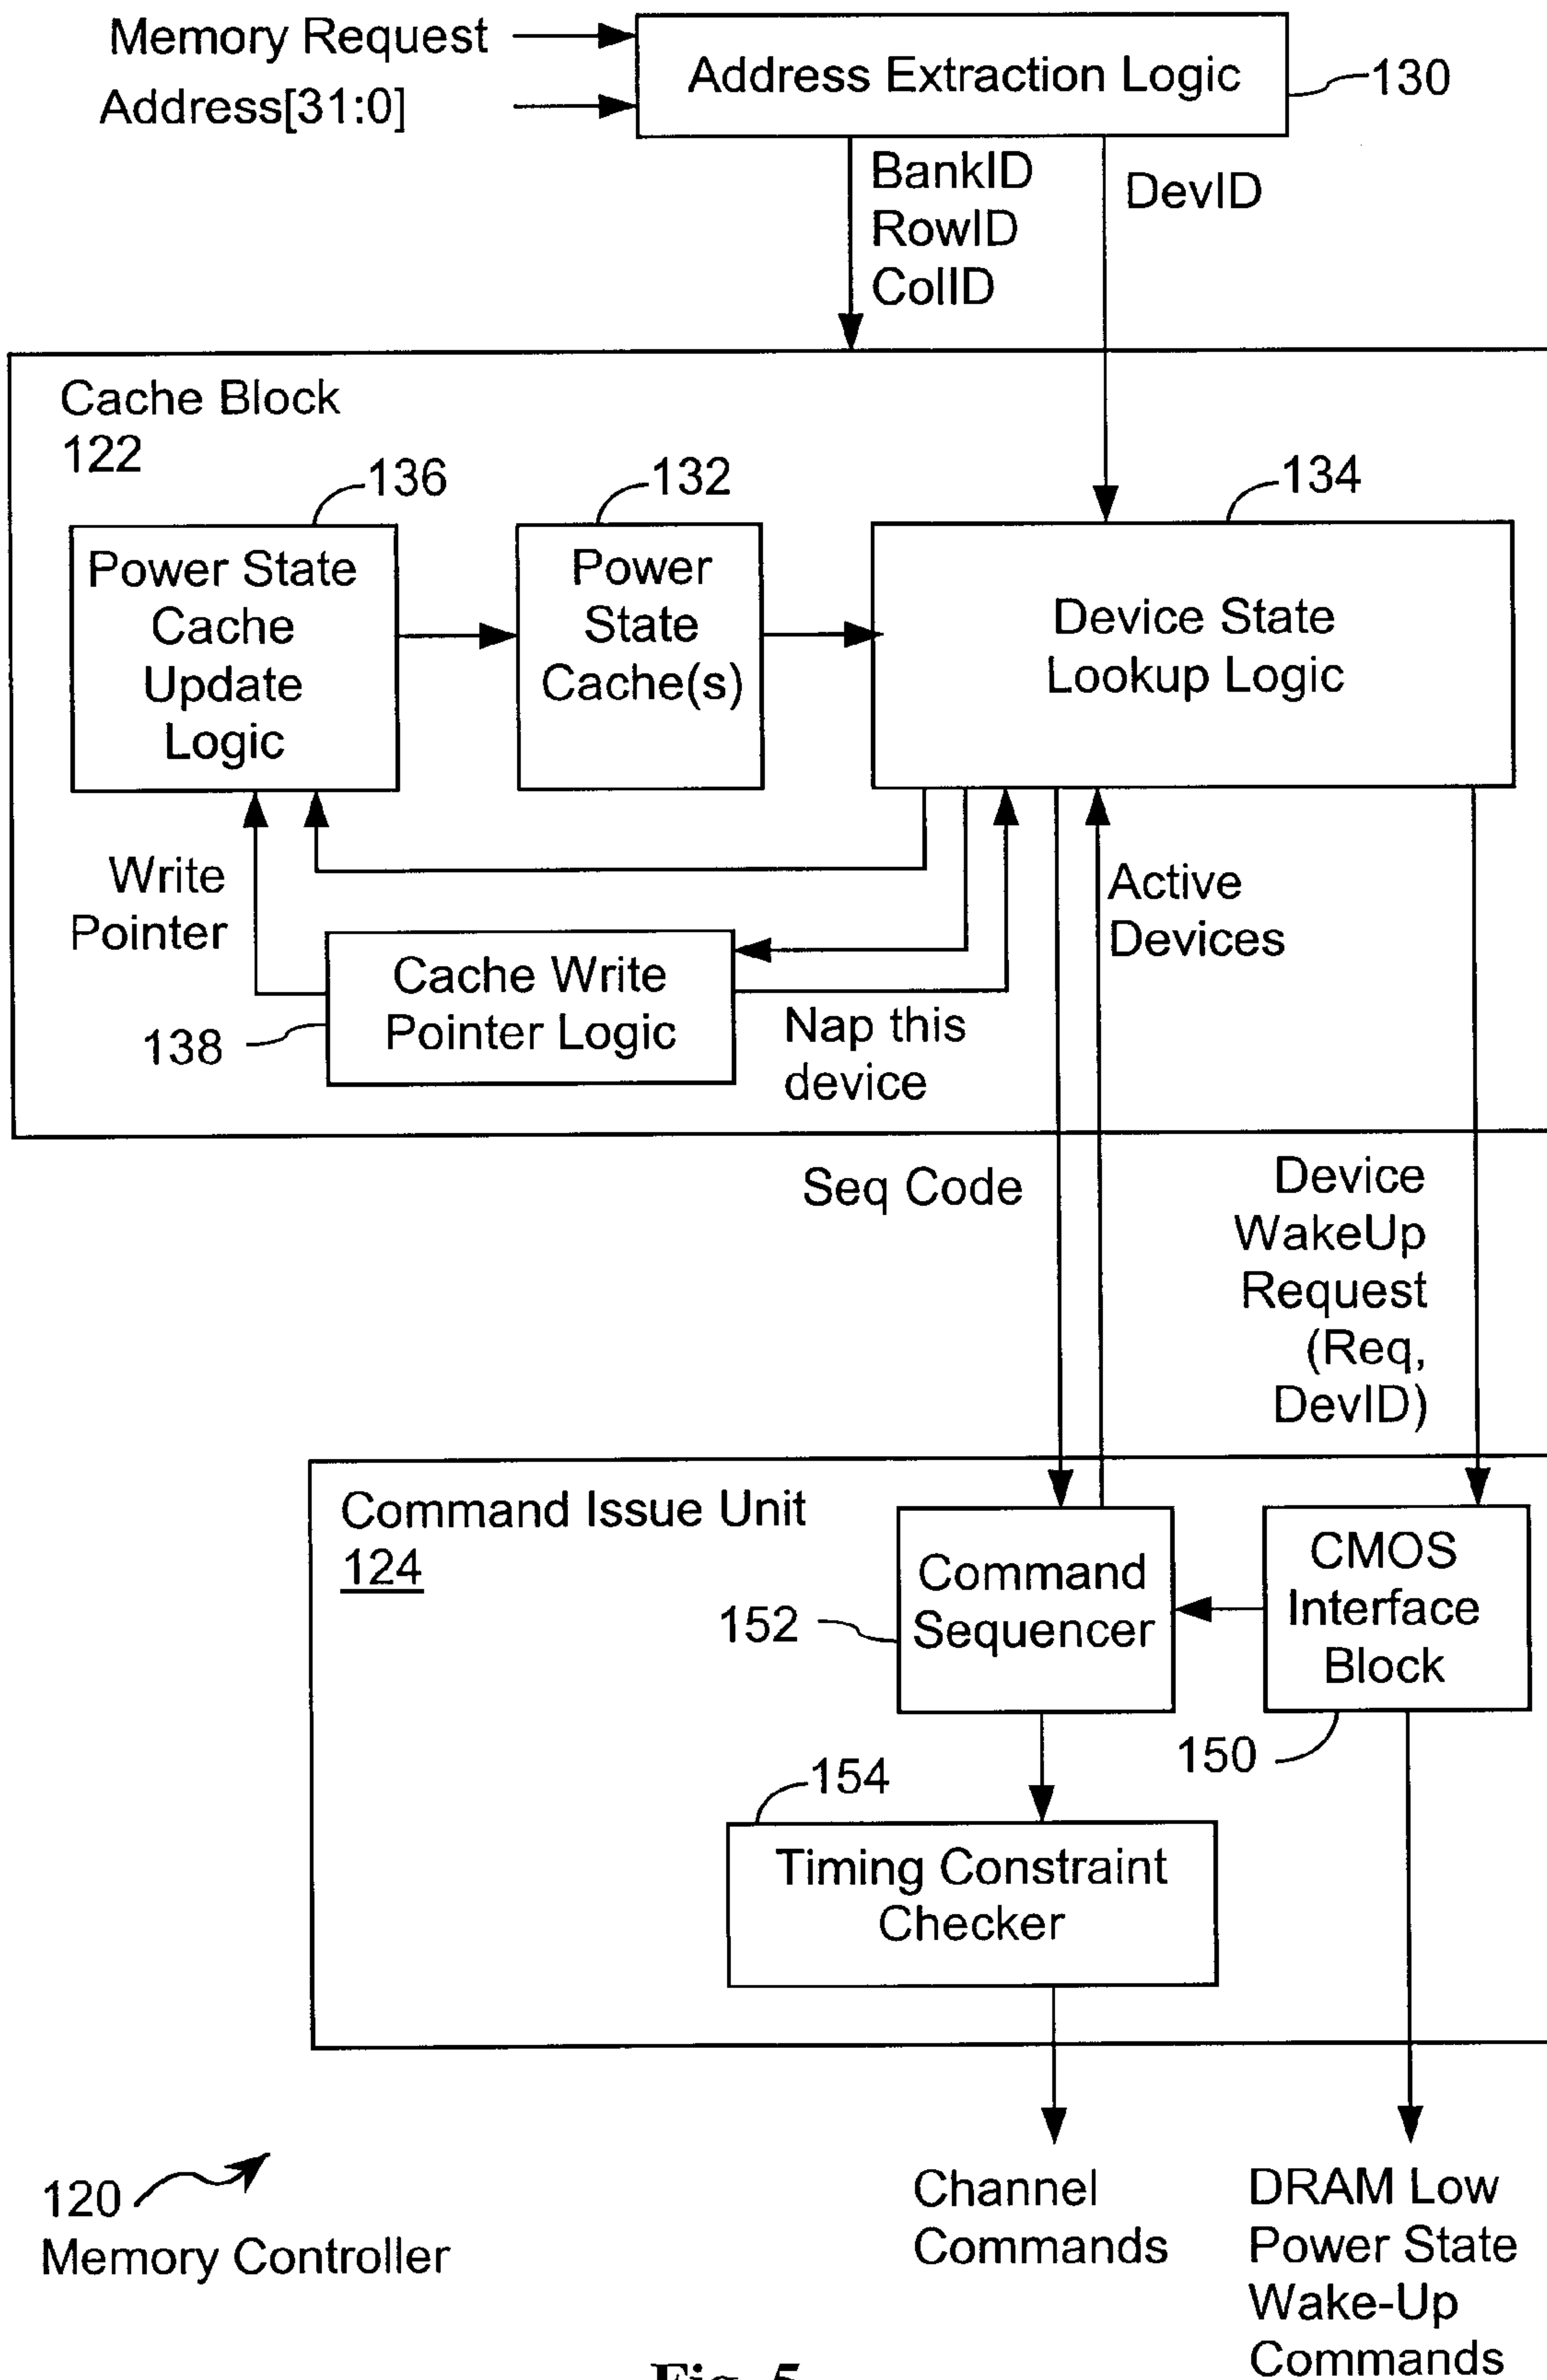 Memory Request
Address[31:0]
Address Extraction Logic
130
BankID
RowID
ColID
DevID
Cache Block
122
136
132
134
Power State
Cache
Update
Logic
Power
State
Cache(s)
Device State
Lookup Logic
Write
Pointer
Active
Devices
Cache Write
Pointer Logic
138
Nap this
device
Seq Code
Device
WakeUp
Request
(Req,
DevID)
Command Issue Unit
124
Command
Sequencer
152
CMOS
Interface
Block
150
154
Timing Constraint
Checker
120
Memory Controller
Channel
Commands
DRAM Low
Power State
Wake-Up
Commands
Fig. 5